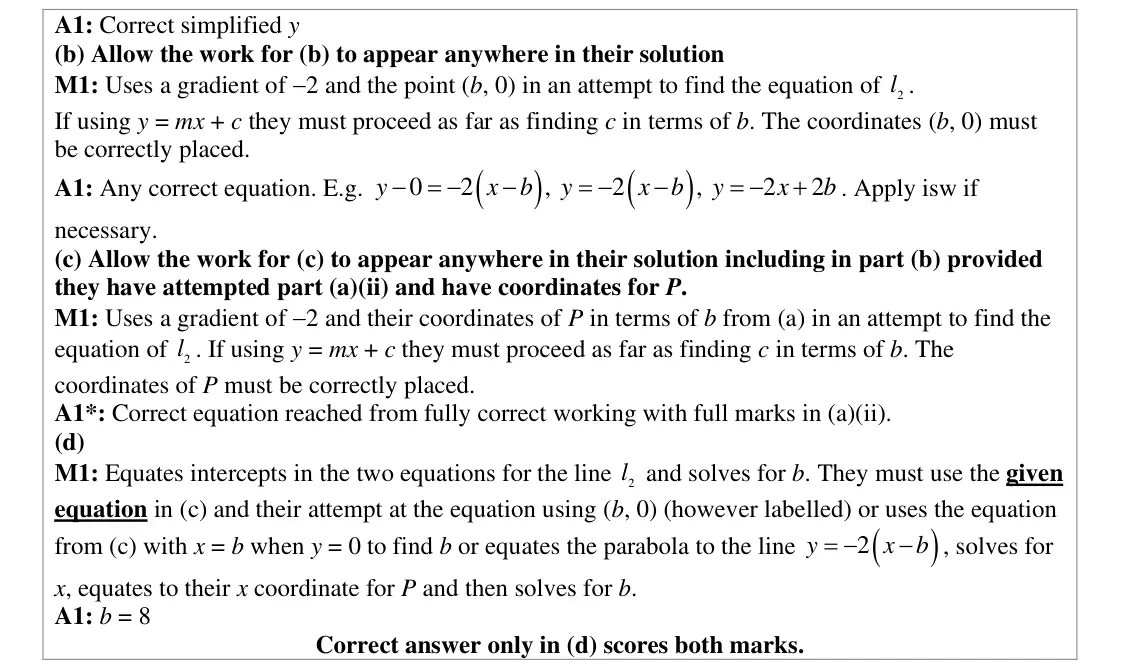 A1: Correct simplified y
(b) Allow the work for (b) to appear anywhere in their solution
M1: Uses a gradient of –2 and the point (b, 0) in an attempt to find the equation of l₂ .
If using y = mx + c they must proceed as far as finding c in terms of b. The coordinates (b, 0) must
be correctly placed.
A1: Any correct equation. E.g. y−0=−2(x−b), y=−2(x−b), y=−2x+2b . Apply isw if
necessary.
(c) Allow the work for (c) to appear anywhere in their solution including in part (b) provided
they have attempted part (a)(ii) and have coordinates for P.
M1: Uses a gradient of –2 and their coordinates of P in terms of b from (a) in an attempt to find the
equation of l₂ . If using y = mx + c they must proceed as far as finding c in terms of b. The
coordinates of P must be correctly placed.
A1*: Correct equation reached from fully correct working with full marks in (a)(ii).
(d)
M1: Equates intercepts in the two equations for the line l₂ and solves for b. They must use the given
equation in (c) and their attempt at the equation using (b, 0) (however labelled) or uses the equation
from (c) with x = b when y = 0 to find b or equates the parabola to the line y=−2(x−b), solves for
x, equates to their x coordinate for P and then solves for b.
A1: b = 8
Correct answer only in (d) scores both marks.